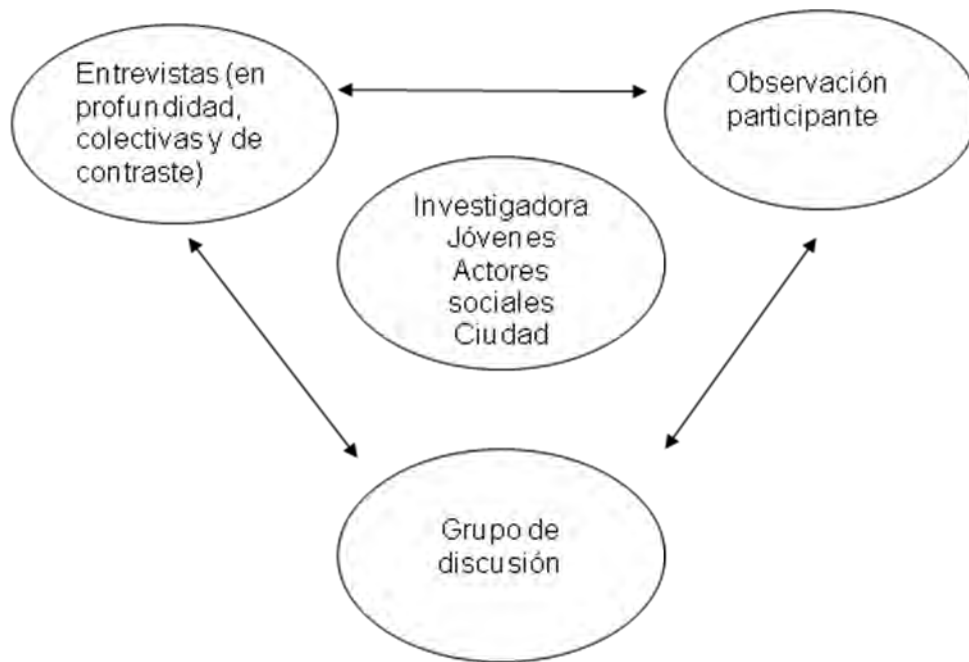 Entrevistas (en
profundidad,
colectivas y de
contraste)
Observación
participante
Investigadora
Jóvenes
Actores
sociales
Ciudad
Grupo de
discusión